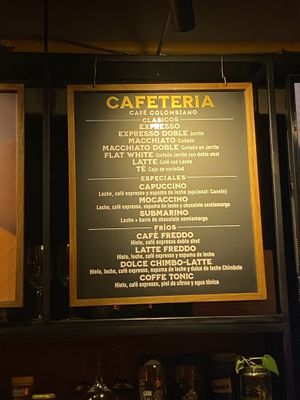 CAFETERIA
CAFÉ COLOMBIANO
CLASICOS
EXPRESSO
EXPRESSO DOBLE Jarrito
MACCHIATO Cortado
MACCHIATO DOBLE Cortado en Jarrito
FLAT WHITE Cortado Jarrito con doble shot
LATTE Café con Leche
TE Caja de variedad
ESPECIALES
CAPUCCINO
Leche, café expresso y espuma de leche (opcional: Canela)
MOCACCINO
Leche, café expresso, espuma de leche y chocolate semiamargo
SUBMARINO
Leche + barra de chocolate semiamargo
FRÍOS
CAFÉ FREDDO
Hielo, café expresso doble shot
LATTE FREDDO
Hielo, leche, café expresso y espuma de leche
DOLCE CHIMBO-LATTE
Hielo, leche, café expresso, espuma de leche y dulce de leche Chimbote
COFFE TONIC
Hielo, café expresso, piel de citrus y agua tónica